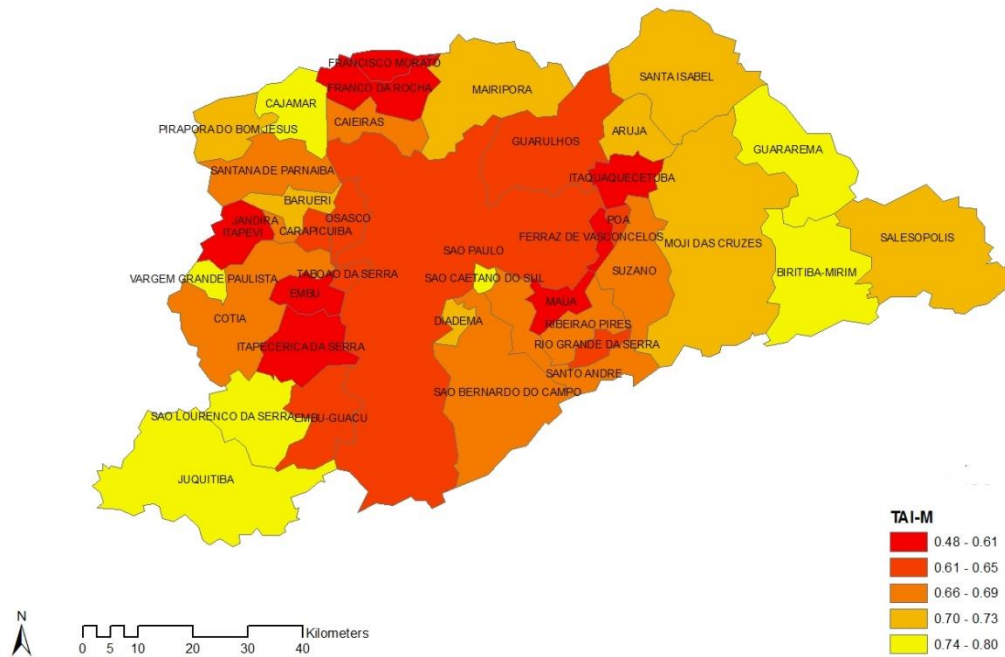 FRANCISCO MORATO
FRANCO DA ROCHA
MAIRIPORA
SANTA ISABEL
CAJAMAR
CAIEIRAS
PIRAPORA DO BOM JESUS
GUARULHOS
ARUJA
GUARAREMA
SANTANA DE PARNAIBA
ITAQUAQUECETUBA
BARUERI
JANDIRA
OSASCO
CARAPICUIBA
ITAPEVI
POA
FERRAZ DE VASCONCELOS
MOJI DAS CRUZES
SALESOPOLIS
SAO PAULO
VARGEM GRANDE PAULISTA
TABOAO DA SERRA
SAO CAETANO DO SUL
SUZANO
BIRITIBA-MIRIM
EMBU
MAUA
COTIA
DIADEMA
RIBEIRAO PIRES
ITAPECERICA DA SERRA
RIO GRANDE DA SERRA
SANTO ANDRE
SAO BERNARDO DO CAMPO
SAO LOURENCO DA SERRA
EMBU-GUACU
JUQUITIBA
TAI-M
0.48 - 0.61
0.61 - 0.65
0.66 - 0.69
0.70 - 0.73
0.74 - 0.80
N
Kilometers
0 5 10 20 30 40